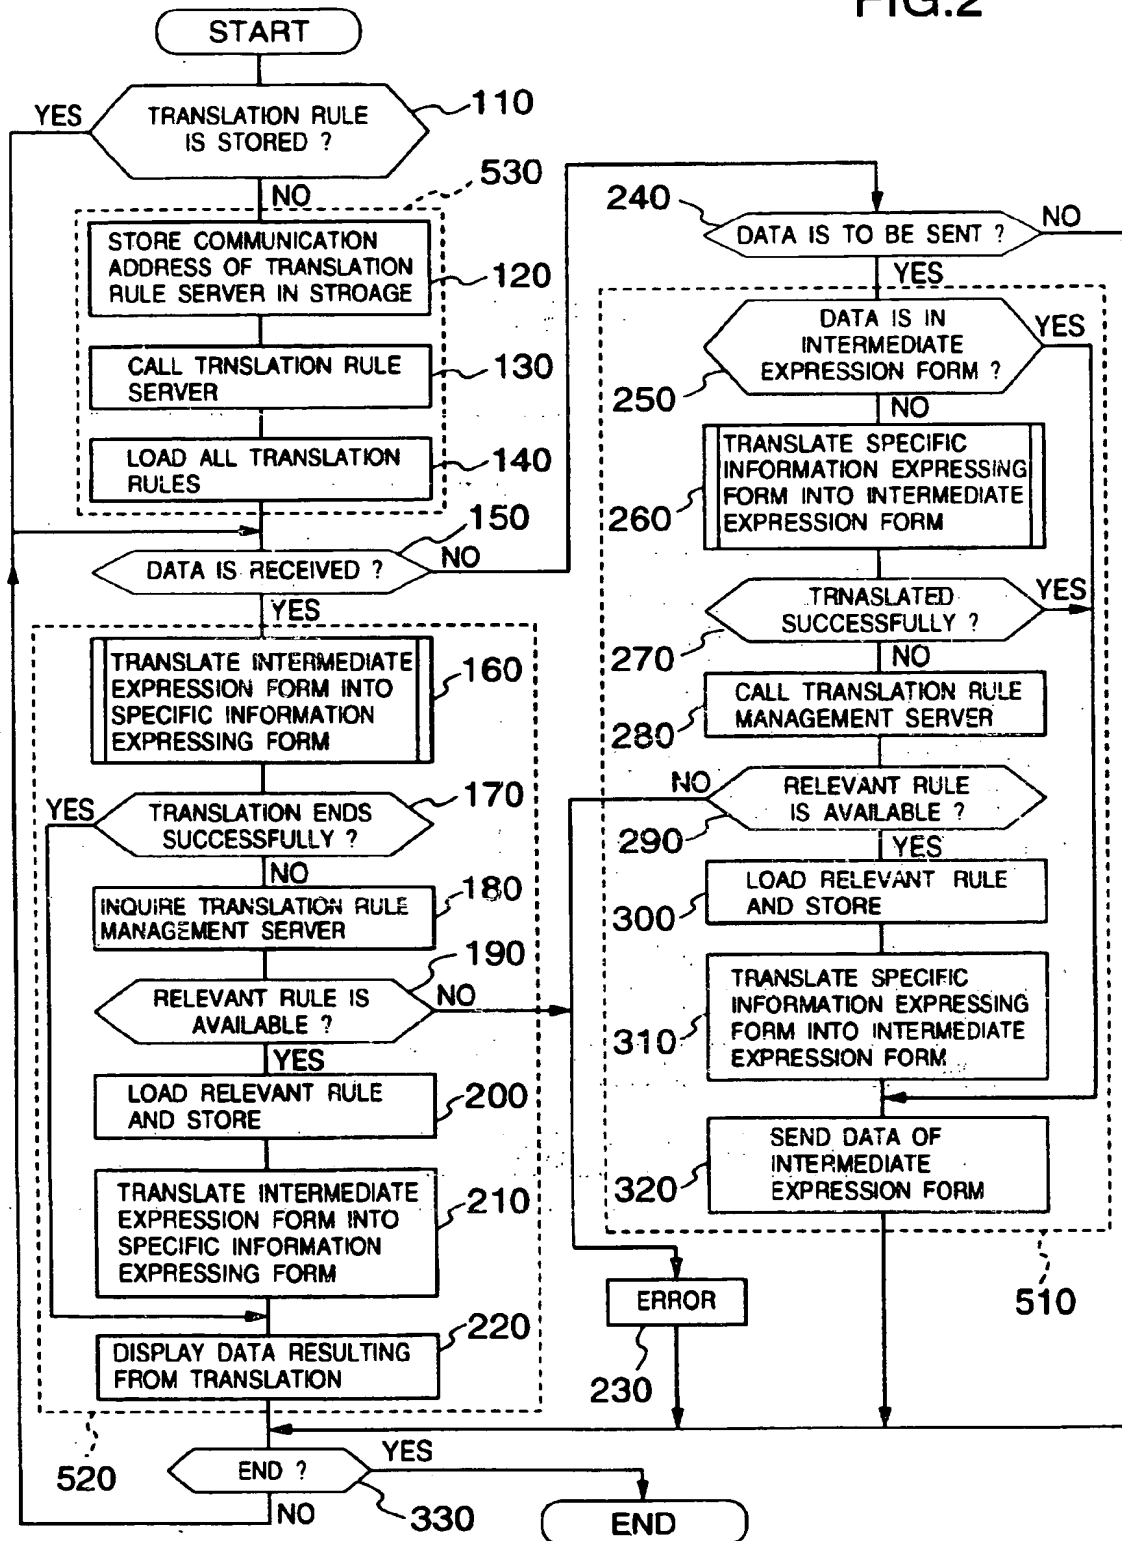 FIG.2
START
YES
TRANSLATION RULE
IS STORED ?
110
NO
530
STORE COMMUNICATION
ADDRESS OF TRANSLATION
RULE SERVER IN STROAGE
120
CALL TRNSLATION RULE
SERVER
130
LOAD ALL TRANSLATION
RULES
140
150
DATA IS RECEIVED ?
NO
YES
TRANSLATE INTERMEDIATE
EXPRESSION FORM INTO
SPECIFIC INFORMATION
EXPRESSING FORM
160
YES
TRANSLATION ENDS
SUCCESSFULLY ?
170
NO
INQUIRE TRANSLATION RULE
MANAGEMENT SERVER
180
190
RELEVANT RULE IS
AVAILABLE ?
NO
YES
LOAD RELEVANT RULE
AND STORE
200
TRANSLATE INTERMEDIATE
EXPRESSION FORM INTO
SPECIFIC INFORMATION
EXPRESSING FORM
210
220
DISPLAY DATA RESULTING
FROM TRANSLATION
520
END ?
YES
330
NO
END
240
DATA IS TO BE SENT ?
NO
YES
DATA IS IN
INTERMEDIATE
EXPRESSION FORM ?
YES
250
NO
TRANSLATE SPECIFIC
INFORMATION EXPRESSING
FORM INTO INTERMEDIATE
EXPRESSION FORM
260
TRNASLATED
SUCCESSFULLY ?
YES
270
NO
CALL TRANSLATION RULE
MANAGEMENT SERVER
280
NO
RELEVANT RULE
IS AVAILABLE ?
290
YES
LOAD RELEVANT RULE
AND STORE
300
TRANSLATE SPECIFIC
INFORMATION EXPRESSING
FORM INTO INTERMEDIATE
EXPRESSION FORM
310
SEND DATA OF
INTERMEDIATE
EXPRESSION FORM
320
510
ERROR
230